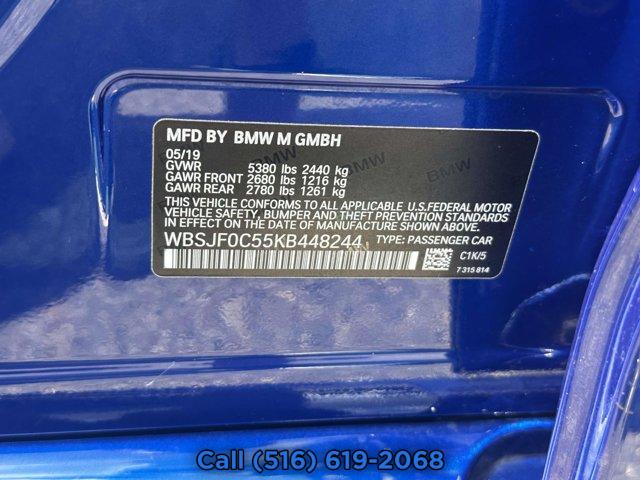 MFD BY BMW M GMBH
05/19
GVWR 5380 lbs 2440 kg
GAWR FRONT 2680 lbs 1216 kg
GAWR REAR 2780 lbs 1261 kg
THIS VEHICLE CONFORMS TO ALL APPLICABLE U.S. FEDERAL MOTOR
VEHICLE SAFETY, BUMPER AND THEFT PREVENTION STANDARDS
IN EFFECT ON THE DATE OF MANUFACTURE SHOWN ABOVE.
WBSJF0C55KB448244 TYPE: PASSENGER CAR
C1K/5
7 315 814
Call (516) 619-2068